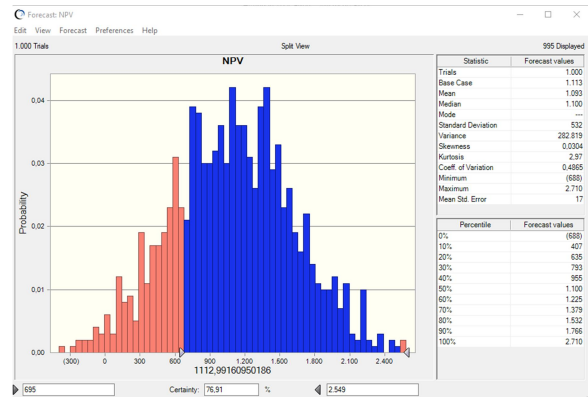 Forecast: NPV
Edit View Forecast Preferences Help
1.000 Trials Split View 995 Displayed
NPV
Probability
0,04
0,03
0,02
0,01
0,00
(300) 0 300 600 900 1.200 1.500 1.800 2.100 2.400
1112,99160950186
Statistic Forecast values
Trials 1.000
Base Case 1.113
Mean 1.093
Median 1.100
Mode ---
Standard Deviation 532
Variance 282.819
Skewness 0,0304
Kurtosis 2,97
Coeff. of Variation 0,4865
Minimum (688)
Maximum 2.710
Mean Std. Error 17
Percentile Forecast values
0% (688)
10% 407
20% 635
30% 793
40% 955
50% 1.100
60% 1.225
70% 1.379
80% 1.532
90% 1.766
100% 2.710
695 Certainty: 76,91 % 2.549